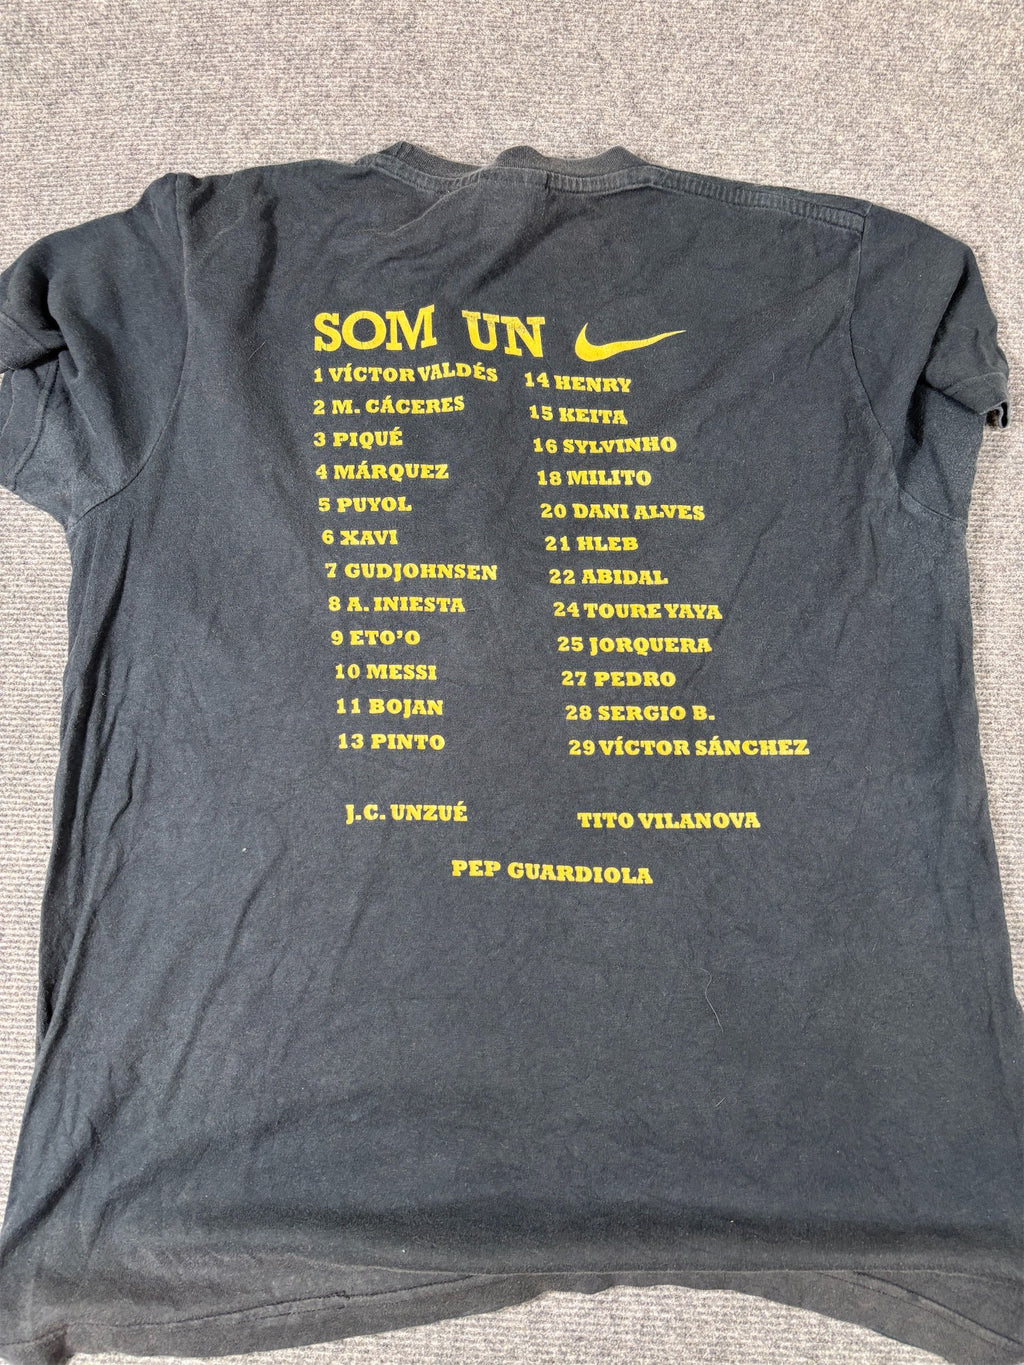 SOM UN
1 VÍCTOR VALDÉS
2 M. CÁCERES
3 PIQUÉ
4 MÁRQUEZ
5 PUYOL
6 XAVI
7 GUDJOHNSEN
8 A. INIESTA
9 ETO'O
10 MESSI
11 BOJAN
13 PINTO
14 HENRY
15 KEITA
16 SYLVINHO
18 MILITO
20 DANI ALVES
21 HLEB
22 ABIDAL
24 TOURE YAYA
25 JORQUERA
27 PEDRO
28 SERGIO B.
29 VÍCTOR SÁNCHEZ
J.C. UNZUÉ
TITO VILANOVA
PEP GUARDIOLA